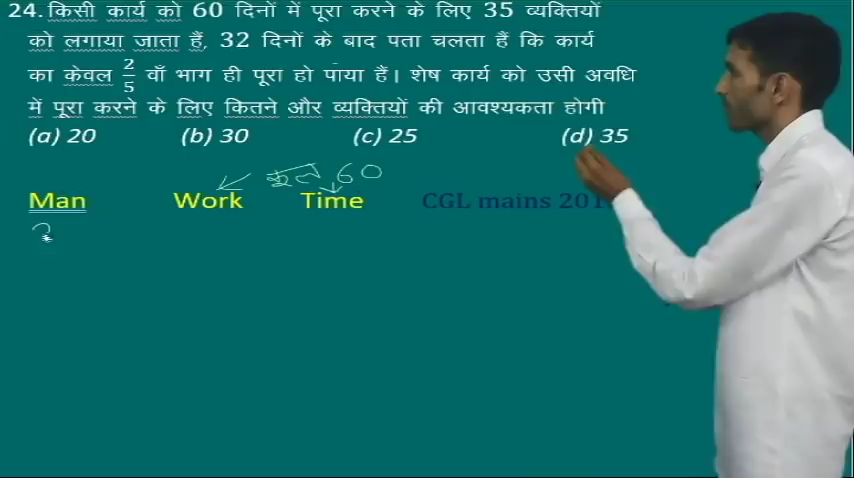 24. किसी कार्य को 60 दिनों में पूरा करने के लिए 35 व्यक्तियों
को लगाया जाता हैं, 32 दिनों के बाद पता चलता हैं कि कार्य
का केवल 2/5 वाँ भाग ही पूरा हो पाया हैं। शेष कार्य को उसी अवधि
में पूरा करने के लिए कितने और व्यक्तियों की आवश्यकता होगी
(a) 20 (b) 30 (c) 25 (d) 35
कुल 60
Man Work Time CGL mains 201
?